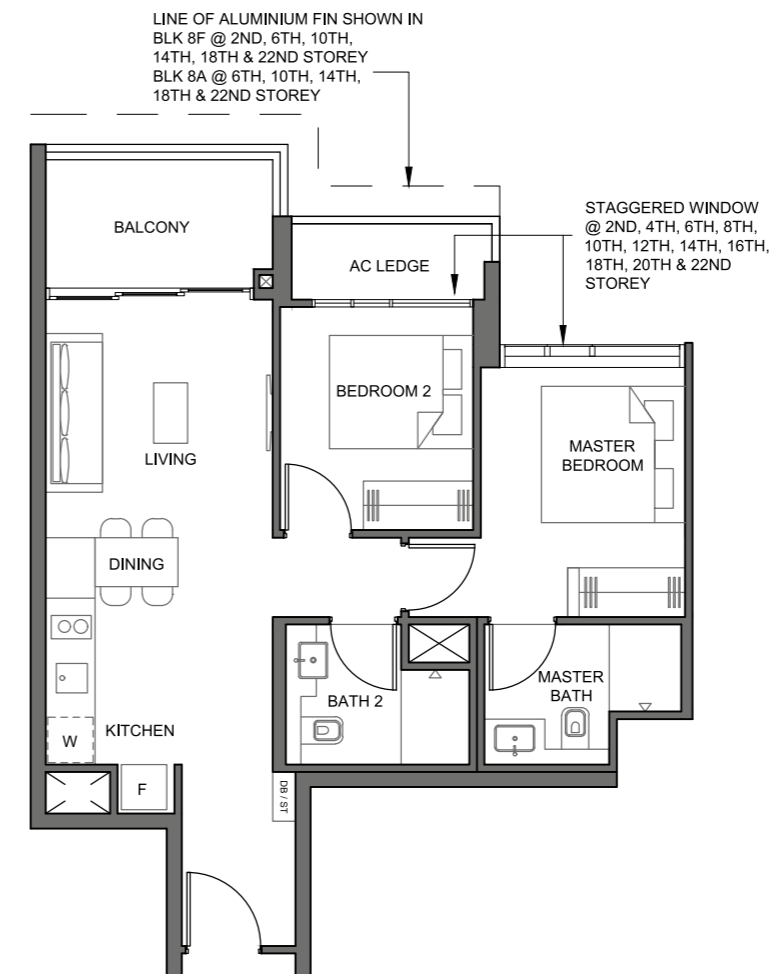 LINE OF ALUMINIUM FIN SHOWN IN
BLK 8F @ 2ND, 6TH, 10TH,
14TH, 18TH & 22ND STOREY
BLK 8A @ 6TH, 10TH, 14TH,
18TH & 22ND STOREY
STAGGERED WINDOW
@ 2ND, 4TH, 6TH, 8TH,
10TH, 12TH, 14TH, 16TH,
18TH, 20TH & 22ND
STOREY
BALCONY
AC LEDGE
BEDROOM 2
MASTER
BEDROOM
LIVING
DINING
MASTER
BATH
BATH 2
KITCHEN
W
F
DB / ST